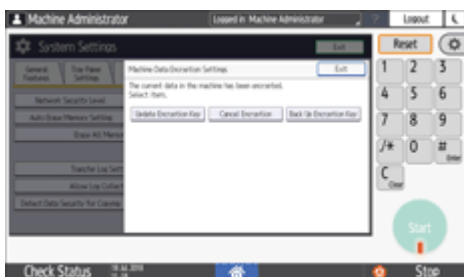 Machine Administrator
Logged in Machine Administrator
?
Logout
System Settings
Exit
Reset
General
Features
Tray Paper
Settings
Machine Data Encryption Settings
Exit
The current data in the machine has been encrypted.
Select item.
Update Encryption Key
Cancel Encryption
Back Up Encryption Key
Network Security Level
Auto Erase Memory Setting
Erase All Memor
Transfer Log Sett
Allow Log Collect
Detect Data Security for Copying
1 2 3
4 5 6
7 8 9
./* 0 #
Enter
C
Clear
Start
Check Status
Stop